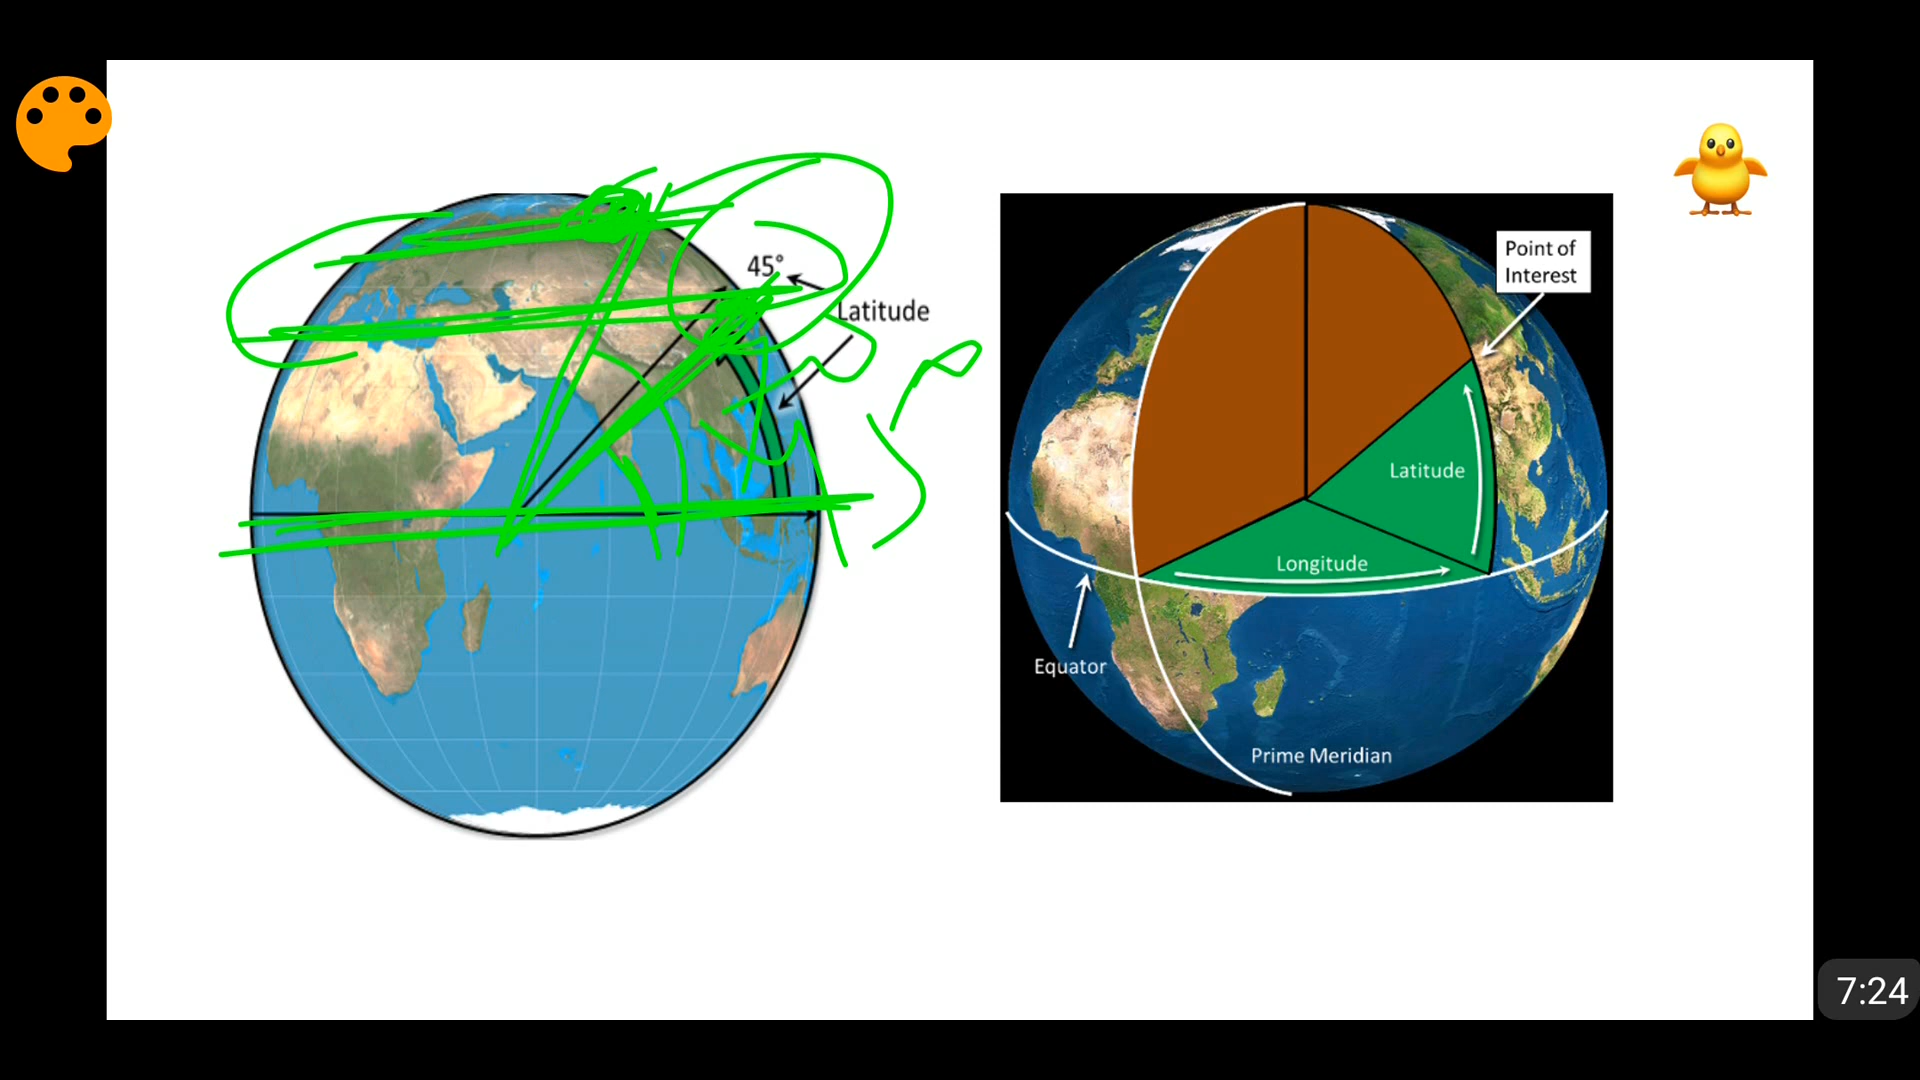 45°
Latitude
Point of
Interest
Latitude
Longitude
Equator
Prime Meridian
7:24